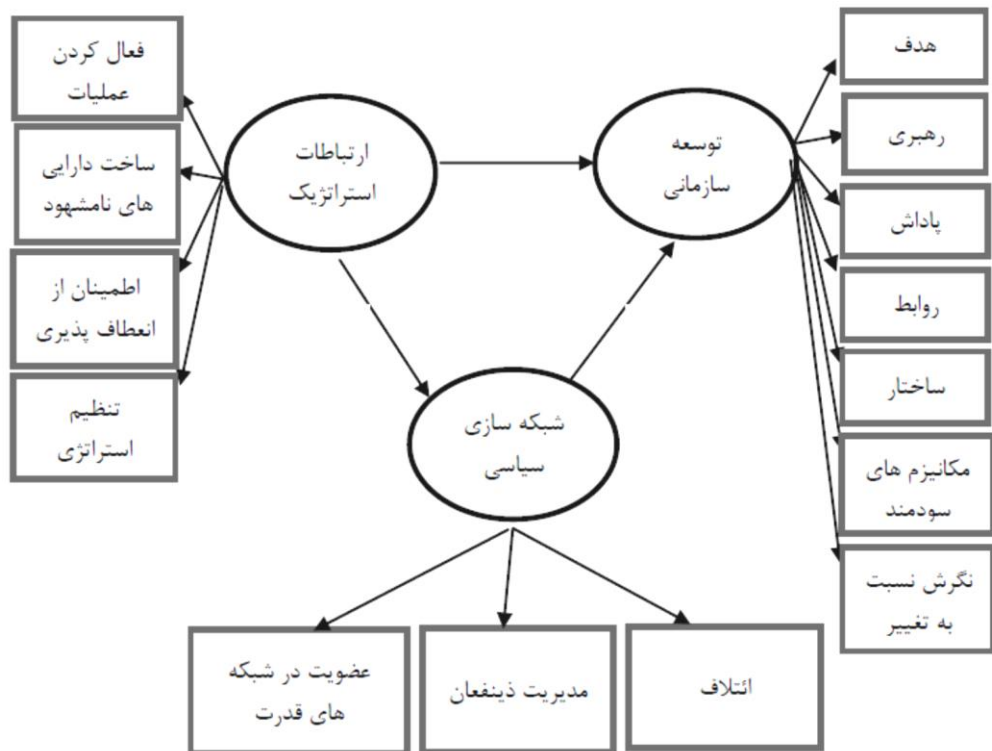 هدف
رهبری
پاداش
روابط
ساختار
مکانیزم های
سودمند
نگرش نسبت
به تغییر
توسعه
سازمانی
ارتباطات
استراتژیک
فعال کردن
عملیات
ساخت دارایی
های نامشهود
اطمینان از
انعطاف پذیری
تنظیم
استراتژی
شبکه سازی
سیاسی
ائتلاف
مدیریت ذینفعان
عضویت در شبکه
های قدرت